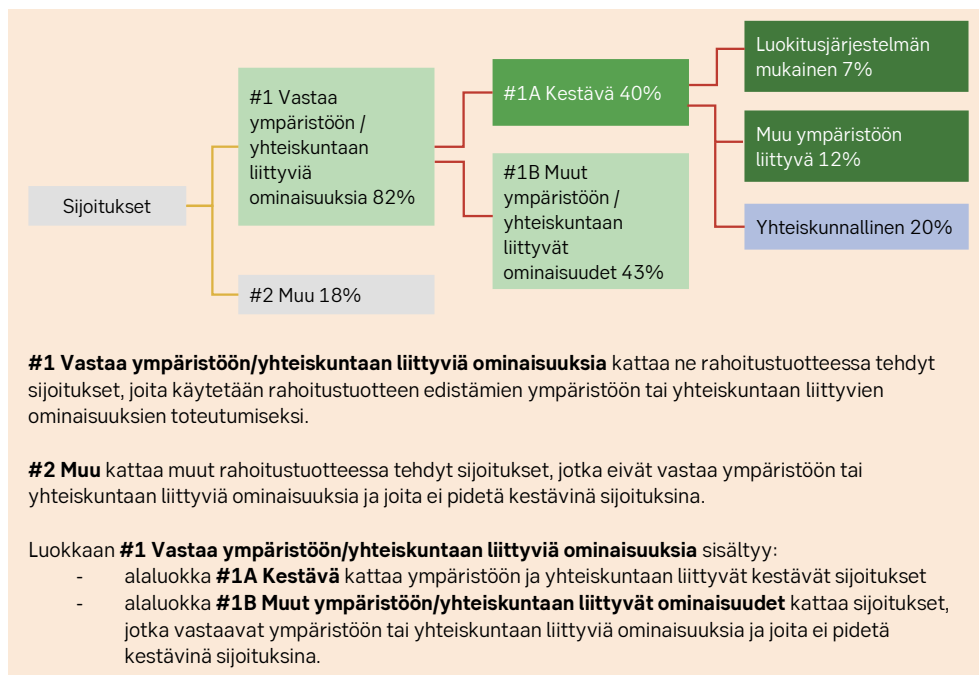 Sijoitukset
#1 Vastaa
ympäristöön /
yhteiskuntaan
liittyviä
ominaisuuksia 82%
#2 Muu 18%
#1A Kestävä 40%
#1B Muut
ympäristöön /
yhteiskuntaan
liittyvät
ominaisuudet 43%
Luokitusjärjestelmän
mukainen 7%
Muu ympäristöön
liittyvä 12%
Yhteiskunnallinen 20%
#1 Vastaa ympäristöön/yhteiskuntaan liittyviä ominaisuuksia kattaa ne rahoitustuotteessa tehdyt
sijoitukset, joita käytetään rahoitustuotteen edistämien ympäristöön tai yhteiskuntaan liittyvien
ominaisuuksien toteutumiseksi.
#2 Muu kattaa muut rahoitustuotteessa tehdyt sijoitukset, jotka eivät vastaa ympäristöön tai
yhteiskuntaan liittyviä ominaisuuksia ja joita ei pidetä kestävinä sijoituksina.
Luokkaan #1 Vastaa ympäristöön/yhteiskuntaan liittyviä ominaisuuksia sisältyy:
- alaluokka #1A Kestävä kattaa ympäristöön ja yhteiskuntaan liittyvät kestävät sijoitukset
- alaluokka #1B Muut ympäristöön/yhteiskuntaan liittyvät ominaisuudet kattaa sijoitukset,
jotka vastaavat ympäristöön tai yhteiskuntaan liittyviä ominaisuuksia ja joita ei pidetä
kestävinä sijoituksina.